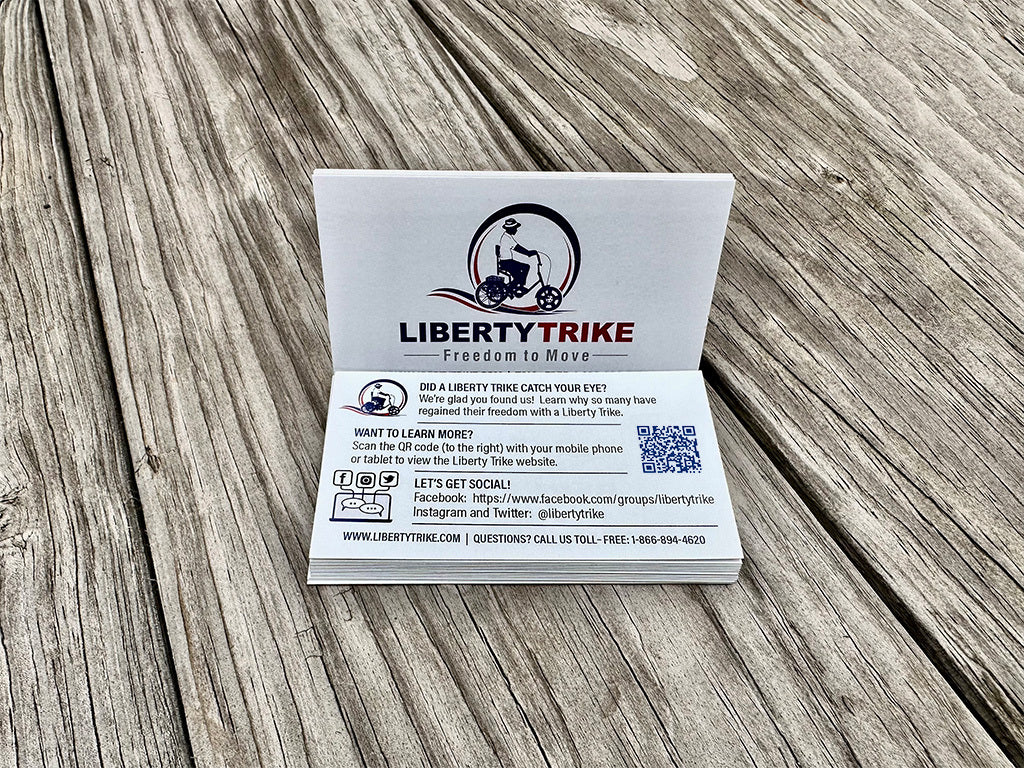 LIBERTYTRIKE
Freedom to Move
DID A LIBERTY TRIKE CATCH YOUR EYE?
We're glad you found us! Learn why so many have
regained their freedom with a Liberty Trike.
WANT TO LEARN MORE?
Scan the QR code (to the right) with your mobile phone
or tablet to view the Liberty Trike website.
LET'S GET SOCIAL!
Facebook: https://www.facebook.com/groups/libertytrike
Instagram and Twitter: @libertytrike
WWW.LIBERTYTRIKE.COM | QUESTIONS? CALL US TOLL-FREE: 1-866-894-4620